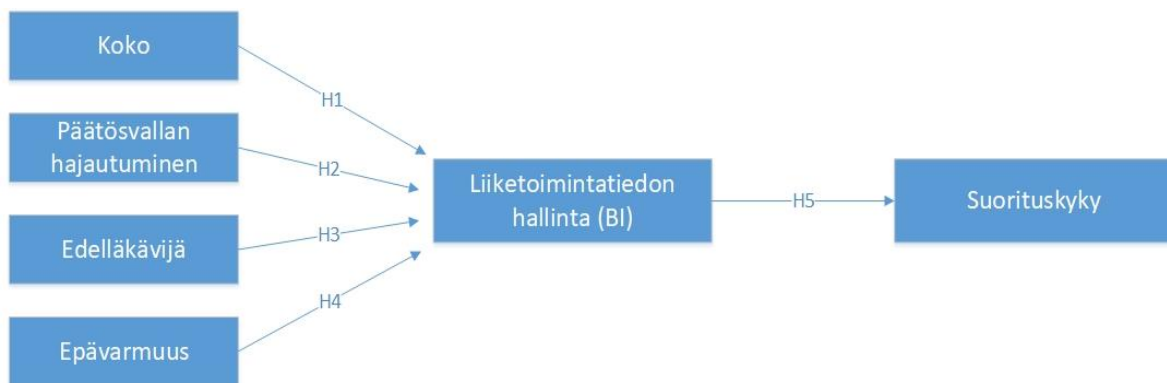 Koko
H1
Päätösvallan
hajautuminen
H2
Liiketoimintatiedon
hallinta (BI)
H5
Suorituskyky
Edelläkävijä
H3
H4
Epävarmuus